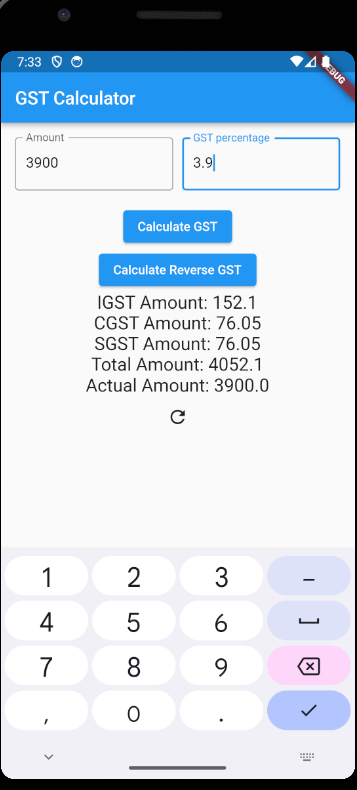 7:33
DEBUG
GST Calculator
Amount
GST percentage
3900
3.9
Calculate GST
Calculate Reverse GST
IGST Amount: 152.1
CGST Amount: 76.05
SGST Amount: 76.05
Total Amount: 4052.1
Actual Amount: 3900.0
1 2 3 –
4 5 6
7 8 9
, 0 .